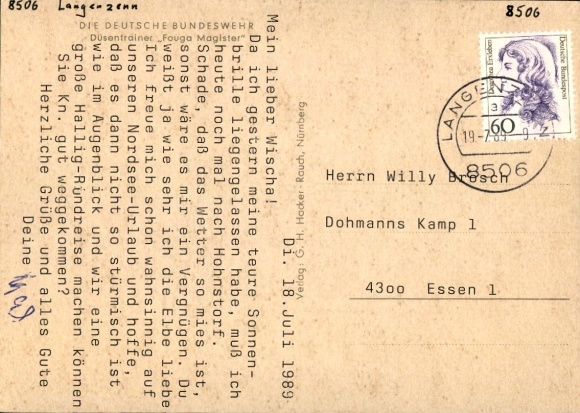 8506 Langenzenn
DIE DEUTSCHE BUNDESWEHR
Düsentrainer „Fouga Magister"
8506
Di. 18.Juli 1989
Mein lieber Wischa!
Da ich gestern meine teure Sonnen-
brille liegengelassen habe, muß ich
heute noch mal nach Hohnstorf.
Schade, daß das Wetter so mies ist,
sonst wäre es mir ein Vergnügen. Du
weißt ja wie sehr ich die Elbe liebe
Ich freue mich schon wahnsinnig auf
unseren Nordsee-Urlaub und hoffe,
daß es dann nicht so stürmisch ist
wie im Augenblick und wir eine
große Hallig-Rundreise machen können
Sie Kn. gut weggekommen?
Herzliche Grüße und alles Gute
Deine
Verlag: G. H. Hacker-Rauch, Nürnberg
Deutsche Bundespost
60
LANGENZ
19.-7.89
8506
Herrn Willy Brosch
Dohmanns Kamp 1
43oo Essen 1